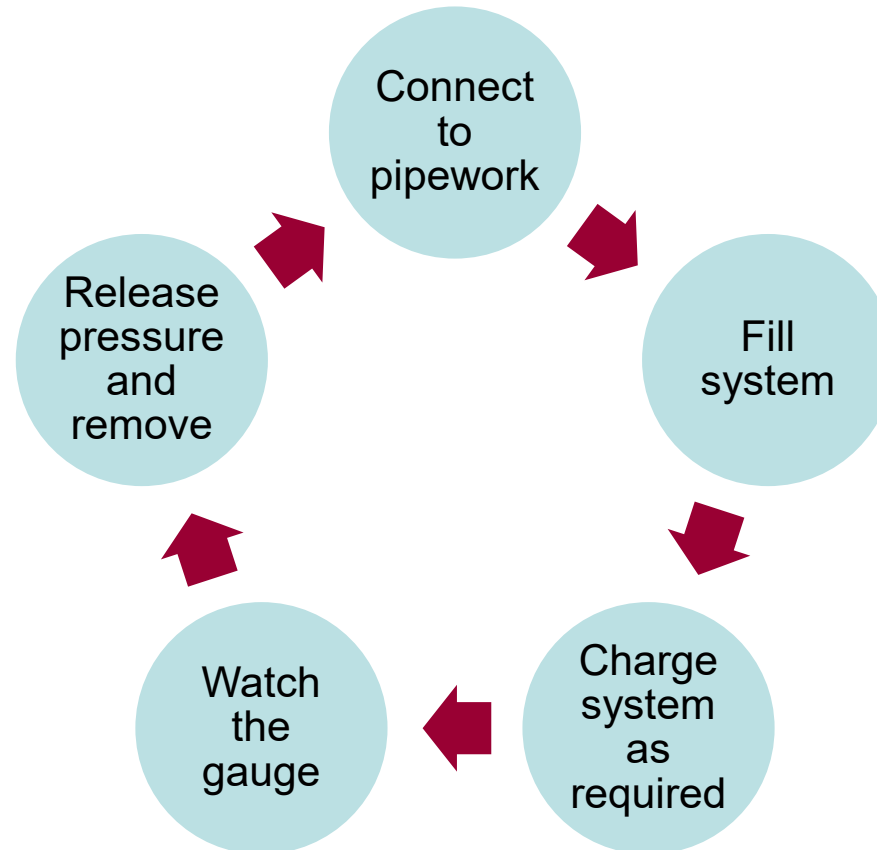 Connect
to
pipework
Fill
system
Charge
system
as
required
Watch
the
gauge
Release
pressure
and
remove